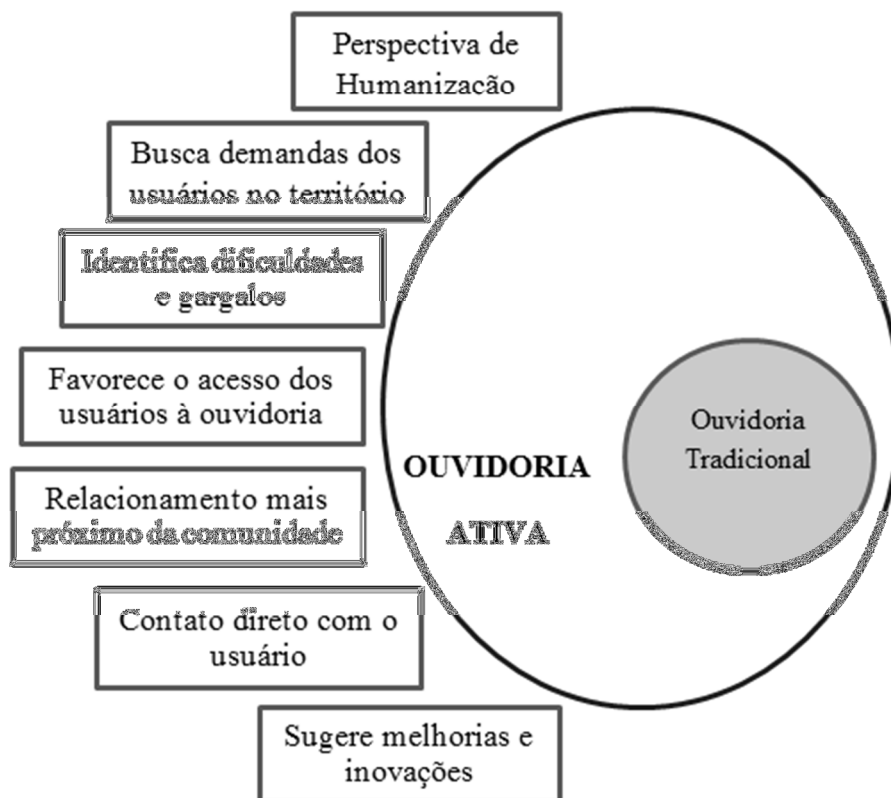 Perspectiva de
Humanizacão
Busca demandas dos
usuários no território
Identifica dificuldades
e gargalos
Favorece o acesso dos
usuários à ouvidoria
Relacionamento mais
próximo da comunidade
Contato direto com o
usuário
Sugere melhorias e
inovações
OUVIDORIA
ATIVA
Ouvidoria
Tradicional